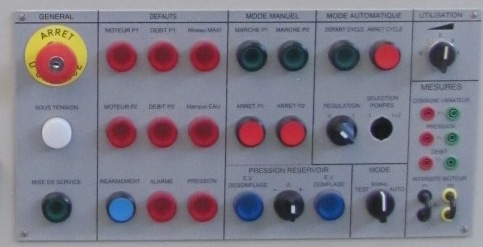 GENERAL
DEFAUTS
MODE MANUEL
MODE AUTOMATIQUE
UTILISATION
ARRET
MOTEUR P1
DEBIT P1
Niveau MAXI
MARCHE P1
MARCHE P2
DEPART CYCLE
ARRET CYCLE
MESURES
SOUS TENSION
MOTEUR P2
DEBIT P2
Manque EAU
ARRET P1
ARRET P2
REGULATION
SELECTION
POMPES
CONSIGNE VARIATEUR
PRESSION
DEBIT
PRESSION RESERVOIR
MODE
MISE EN SERVICE
REARMEMENT
ALARME
PRESSION
E.V
DEGONFLAGE
E.V
GONFLAGE
TEST
MANU
AUTO
INTENSITE MOTEUR